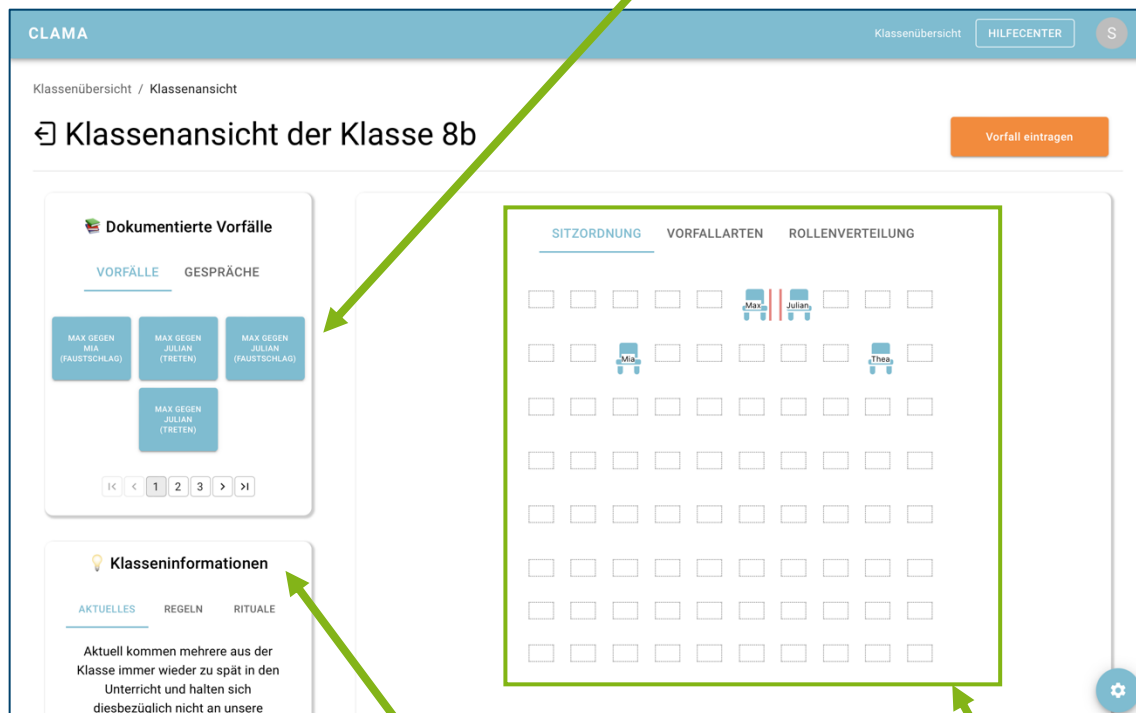 CLAMA
Klassenübersicht
HILFECENTER
S
Klassenübersicht / Klassenansicht
Klassenansicht der Klasse 8b
Vorfall eintragen
📚 Dokumentierte Vorfälle
VORFÄLLE GESPRÄCHE
MAX GEGEN
MIA
(FAUSTSCHLAG)
MAX GEGEN
JULIAN
(TRETEN)
MAX GEGEN
JULIAN
(FAUSTSCHLAG)
MAX GEGEN
JULIAN
(TRETEN)
1 2 3
💡 Klasseninformationen
AKTUELLES REGELN RITUALE
Aktuell kommen mehrere aus der
Klasse immer wieder zu spät in den
Unterricht und halten sich
diesbezüglich nicht an unsere
SITZORDNUNG VORFALLARTEN ROLLENVERTEILUNG
Max Julian
Mia Thea